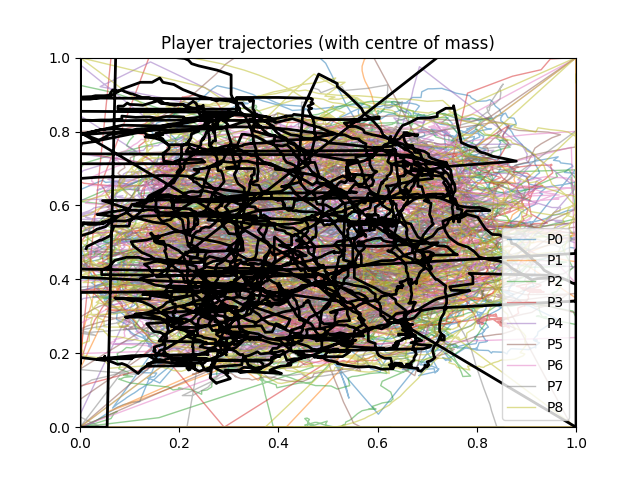 Player trajectories (with centre of mass)
1.0
0.8
0.6
0.4
0.2
0.0
0.0 0.2 0.4 0.6 0.8 1.0
P0
P1
P2
P3
P4
P5
P6
P7
P8